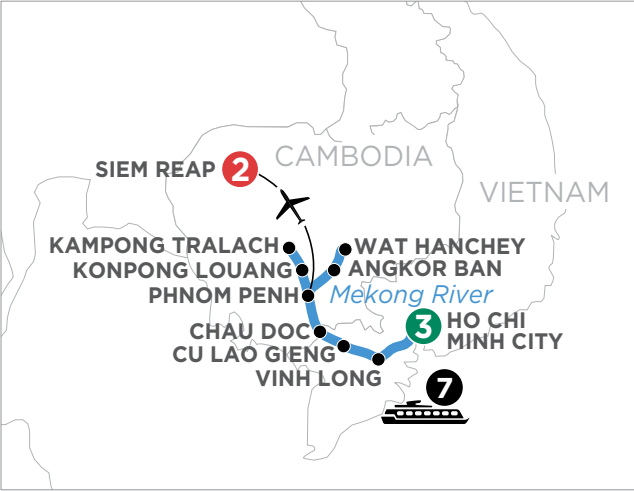 CAMBODIA
SIEM REAP 2
VIETNAM
KAMPONG TRALACH
WAT HANCHEY
KONPONG LOUANG
ANGKOR BAN
PHNOM PENH
Mekong River
3
HO CHI
MINH CITY
CHAU DOC
CU LAO GIENG
VINH LONG
7